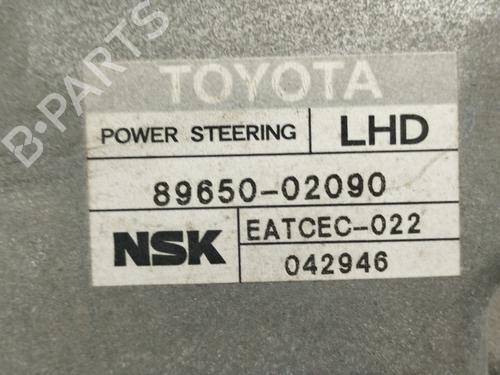 B-PARTS
TOYOTA
POWER STEERING LHD
89650-02090
NSK EATCEC-022
042946